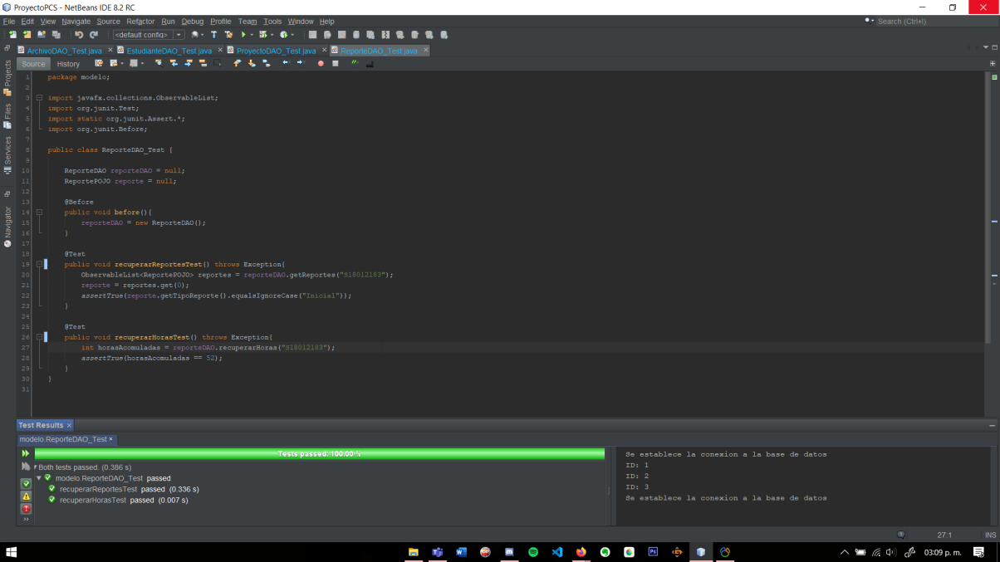 ProyectoPCS - NetBeans IDE 8.2 RC
File Edit View Navigate Source Refactor Run Debug Profile Team Tools Window Help
Search (Ctrl+I)
<default config>
ArchivoDAO_Test.java × EstudianteDAO_Test.java × ProyectoDAO_Test.java × ReporteDAO_Test.java ×
Source History
Projects
Files
Services
Navigator
1 package modelo;
2
3 import javafx.collections.ObservableList;
4 import org.junit.Test;
5 import static org.junit.Assert.*;
6 import org.junit.Before;
7
8 public class ReporteDAO_Test {
9
10 ReporteDAO reporteDAO = null;
11 ReportePOJO reporte = null;
12
13 @Before
14 public void before(){
15 reporteDAO = new ReporteDAO();
16 }
17
18 @Test
19 public void recuperarReportesTest() throws Exception{
20 ObservableList<ReportePOJO> reportes = reporteDAO.getReportes("S18012183");
21 reporte = reportes.get(0);
22 assertTrue(reporte.getTipoReporte().equalsIgnoreCase("Inicial"));
23 }
24
25 @Test
26 public void recuperarHorasTest() throws Exception{
27 int horasAcomuladas = reporteDAO.recuperarHoras("S18012183");
28 assertTrue(horasAcomuladas == 52);
29 }
30 }
31
Test Results ×
modelo.ReporteDAO_Test ×
Tests passed: 100.00 %
Both tests passed. (0.386 s)
modelo.ReporteDAO_Test passed
recuperarReportesTest passed (0.336 s)
recuperarHorasTest passed (0.007 s)
Se establece la conexion a la base de datos
ID: 1
ID: 2
ID: 3
Se establece la conexion a la base de datos
27:1 INS
03:09 p. m.